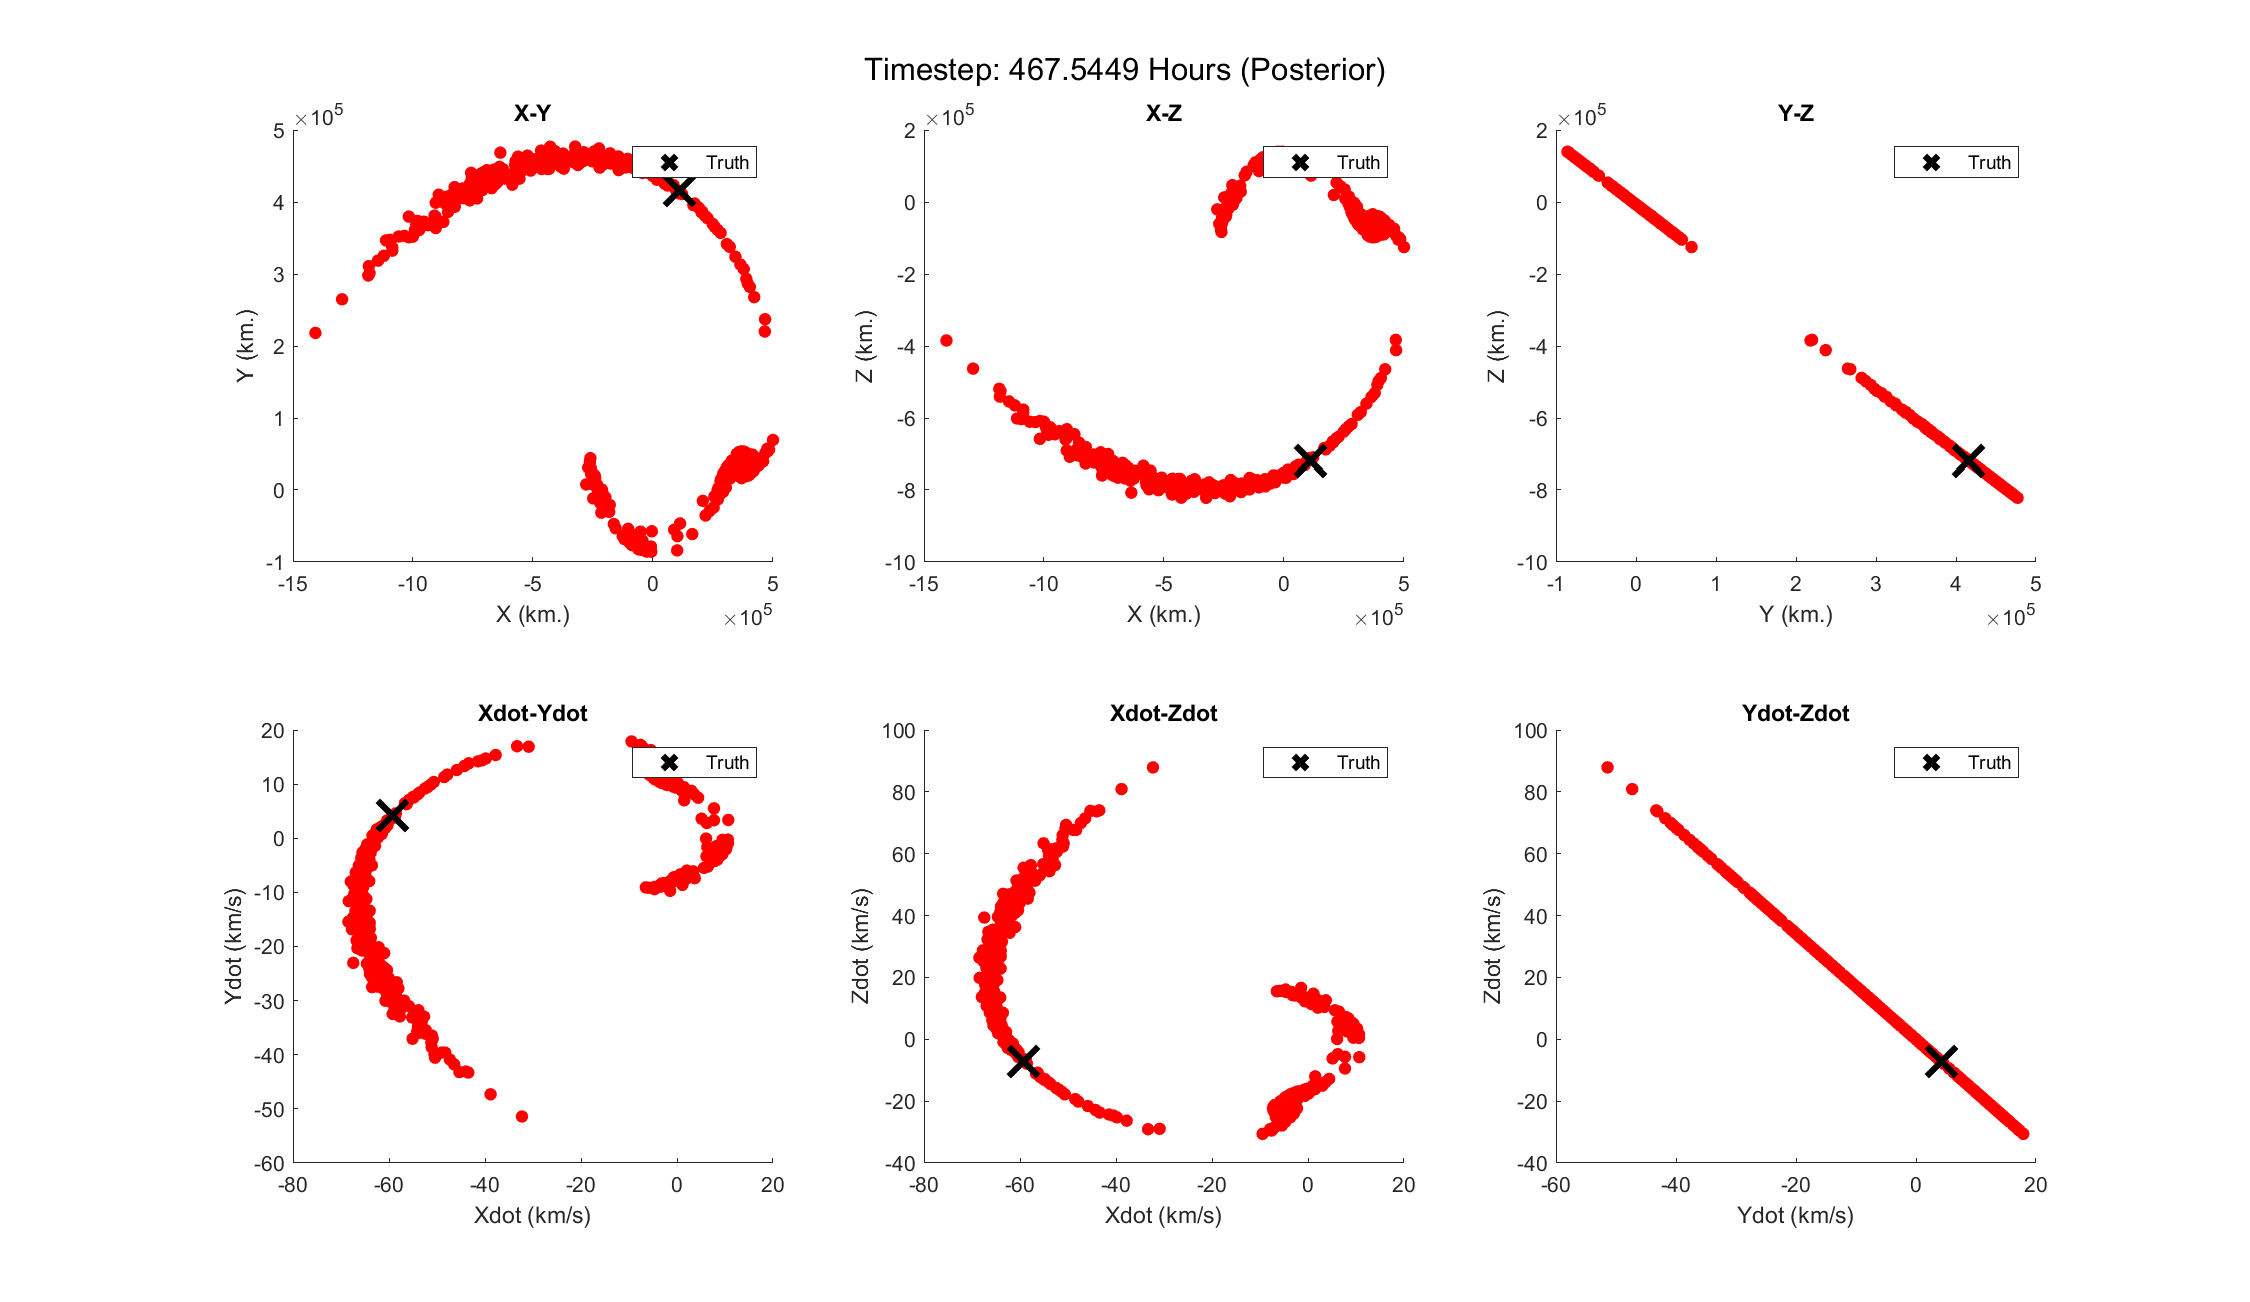 Timestep: 467.5449 Hours (Posterior)
X-Y
×10^5
5
4
3
2
1
0
-1
-15 -10 -5 0 5
Y (km.)
X (km.)
×10^5
Truth
X-Z
×10^5
2
0
-2
-4
-6
-8
-10
-15 -10 -5 0 5
Z (km.)
X (km.)
×10^5
Truth
Y-Z
×10^5
2
0
-2
-4
-6
-8
-10
-1 0 1 2 3 4 5
Z (km.)
Y (km.)
×10^5
Truth
Xdot-Ydot
20
10
0
-10
-20
-30
-40
-50
-60
-80 -60 -40 -20 0 20
Ydot (km/s)
Xdot (km/s)
Truth
Xdot-Zdot
100
80
60
40
20
0
-20
-40
-80 -60 -40 -20 0 20
Zdot (km/s)
Xdot (km/s)
Truth
Ydot-Zdot
100
80
60
40
20
0
-20
-40
-60 -40 -20 0 20
Zdot (km/s)
Ydot (km/s)
Truth